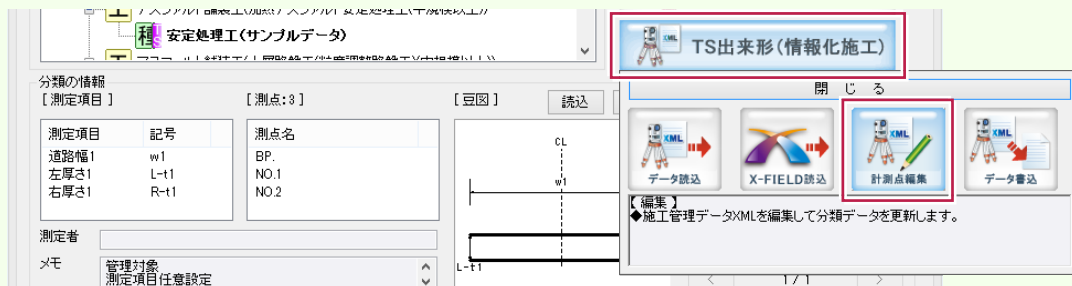 安定処理工(サンプルデータ)
TS出来形(情報化施工)
分類の情報
[測定項目]
[測点:3]
[豆図]
読込
閉じる
測定項目 記号
道路幅1 w1
左厚さ1 L-t1
右厚さ1 R-t1
測点名
BP.
NO.1
NO.2
CL
w1
L-t1
XML
データ読込
X-FIELD読込
XML
計測点編集
XML
データ書込
【編集】
◆施工管理データXMLを編集して分類データを更新します。
測定者
メモ
管理対象
測定項目任意設定
1/1